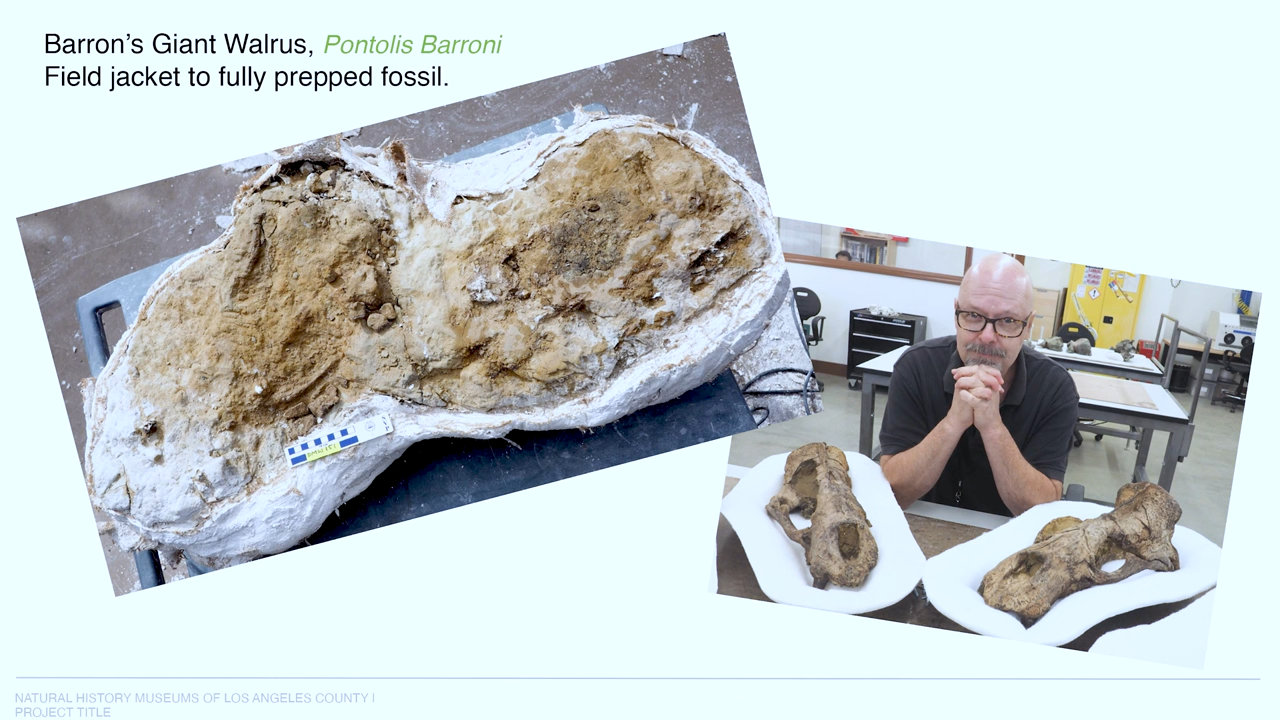 Barron’s Giant Walrus, Pontolis Barroni
Field jacket to fully prepped fossil.
NATURAL HISTORY MUSEUMS OF LOS ANGELES COUNTY |
PROJECT TITLE